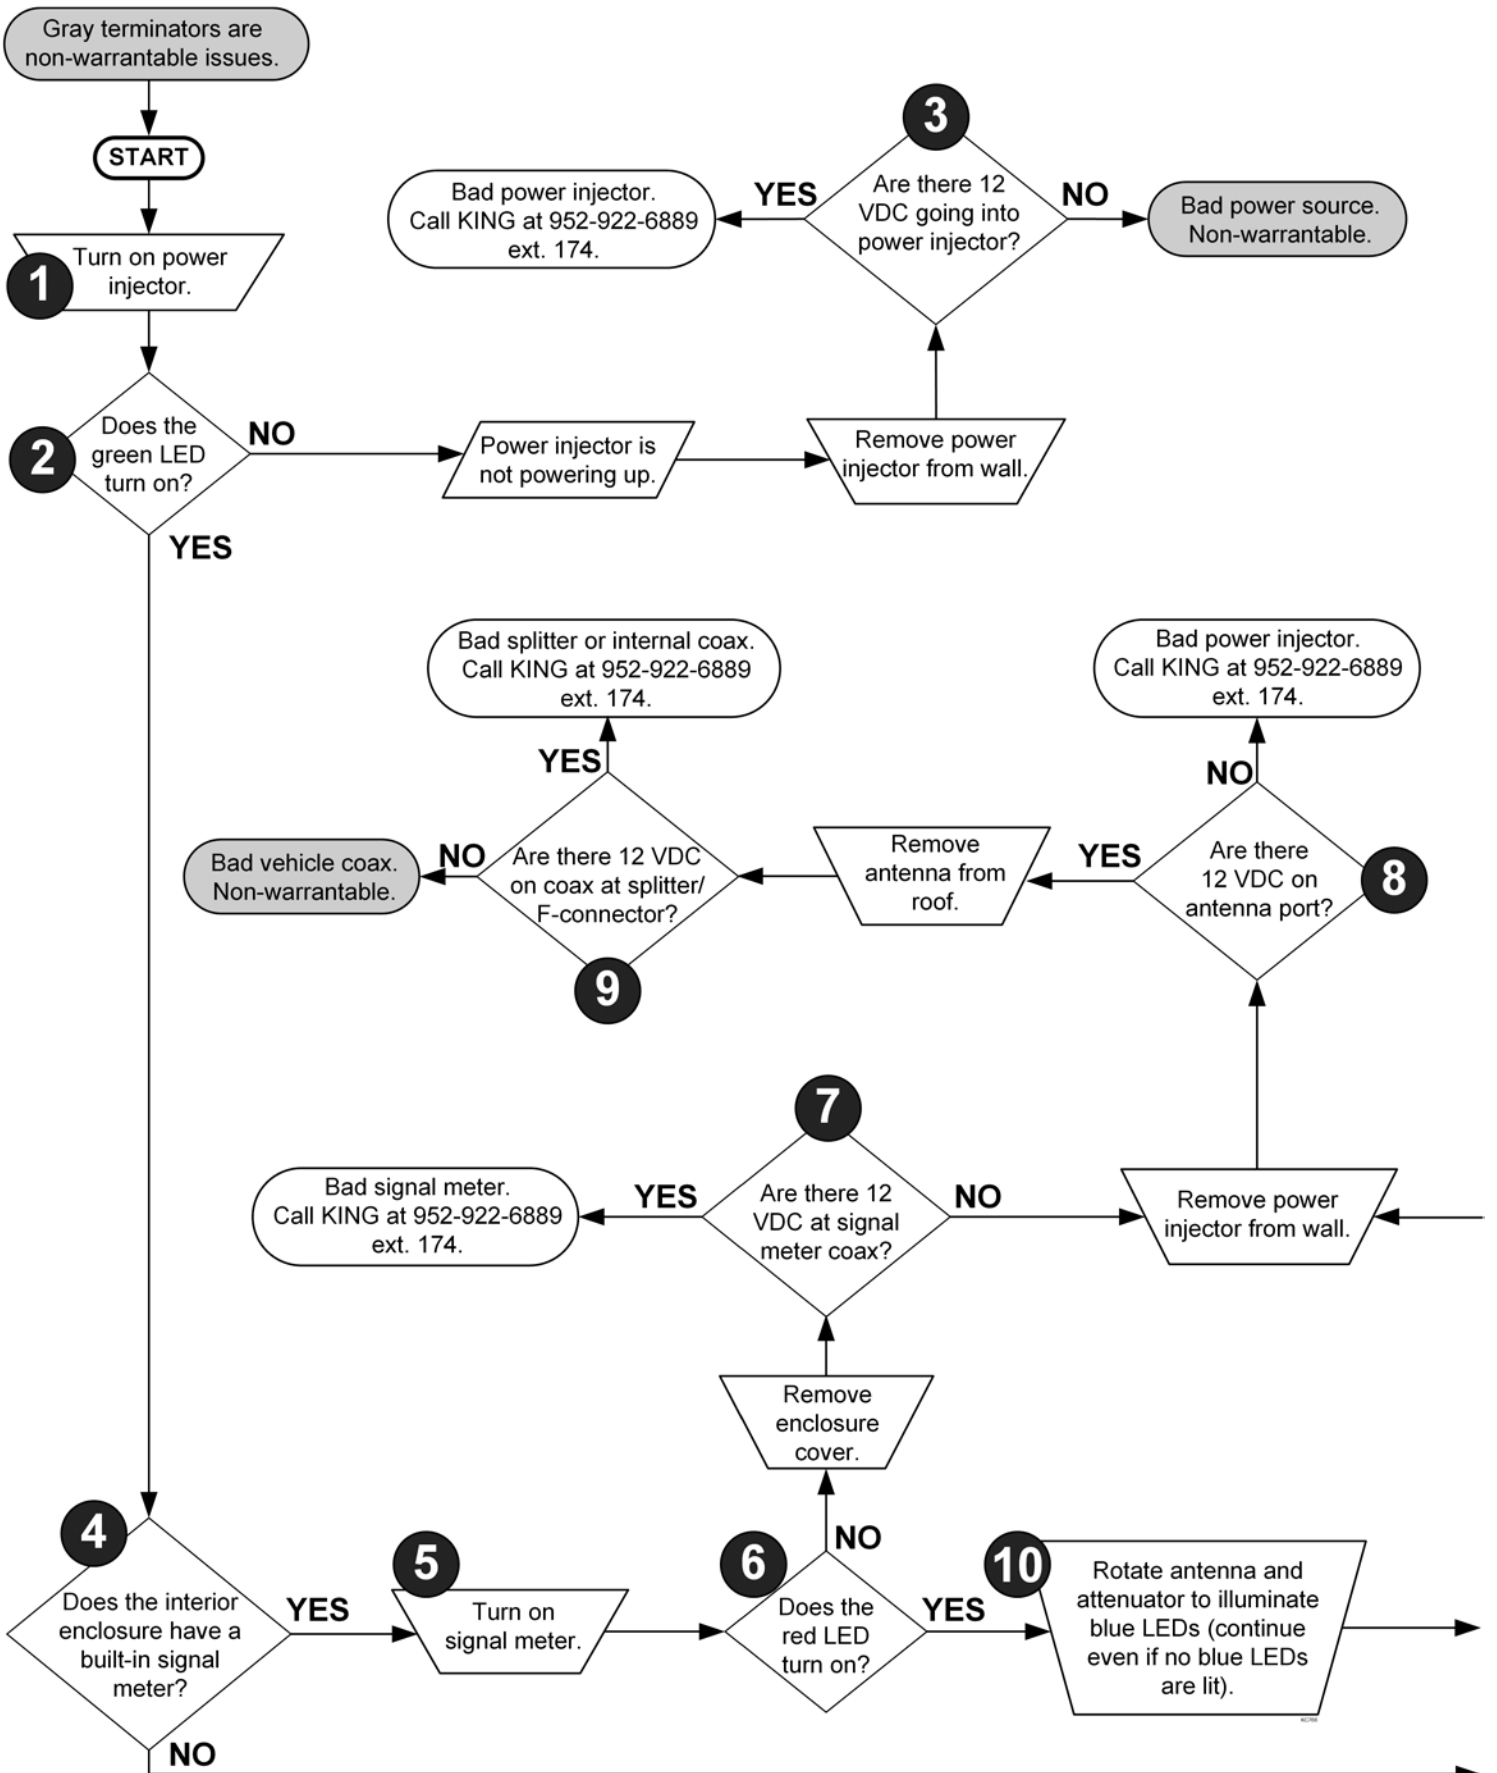 Gray terminators are
non-warrantable issues.
START
1
Turn on power
injector.
2
Does the
green LED
turn on?
NO
YES
Power injector is
not powering up.
Remove power
injector from wall.
3
Are there 12
VDC going into
power injector?
YES
NO
Bad power injector.
Call KING at 952-922-6889
ext. 174.
Bad power source.
Non-warrantable.
Bad splitter or internal coax.
Call KING at 952-922-6889
ext. 174.
YES
Bad vehicle coax.
Non-warrantable.
NO
Are there 12 VDC
on coax at splitter/
F-connector?
9
Remove
antenna from
roof.
Bad power injector.
Call KING at 952-922-6889
ext. 174.
NO
YES
Are there
12 VDC on
antenna port?
8
7
Bad signal meter.
Call KING at 952-922-6889
ext. 174.
YES
Are there 12
VDC at signal
meter coax?
NO
Remove power
injector from wall.
Remove
enclosure
cover.
4
Does the interior
enclosure have a
built-in signal
meter?
YES
NO
5
Turn on
signal meter.
6
Does the
red LED
turn on?
NO
YES
10
Rotate antenna and
attenuator to illuminate
blue LEDs (continue
even if no blue LEDs
are lit).